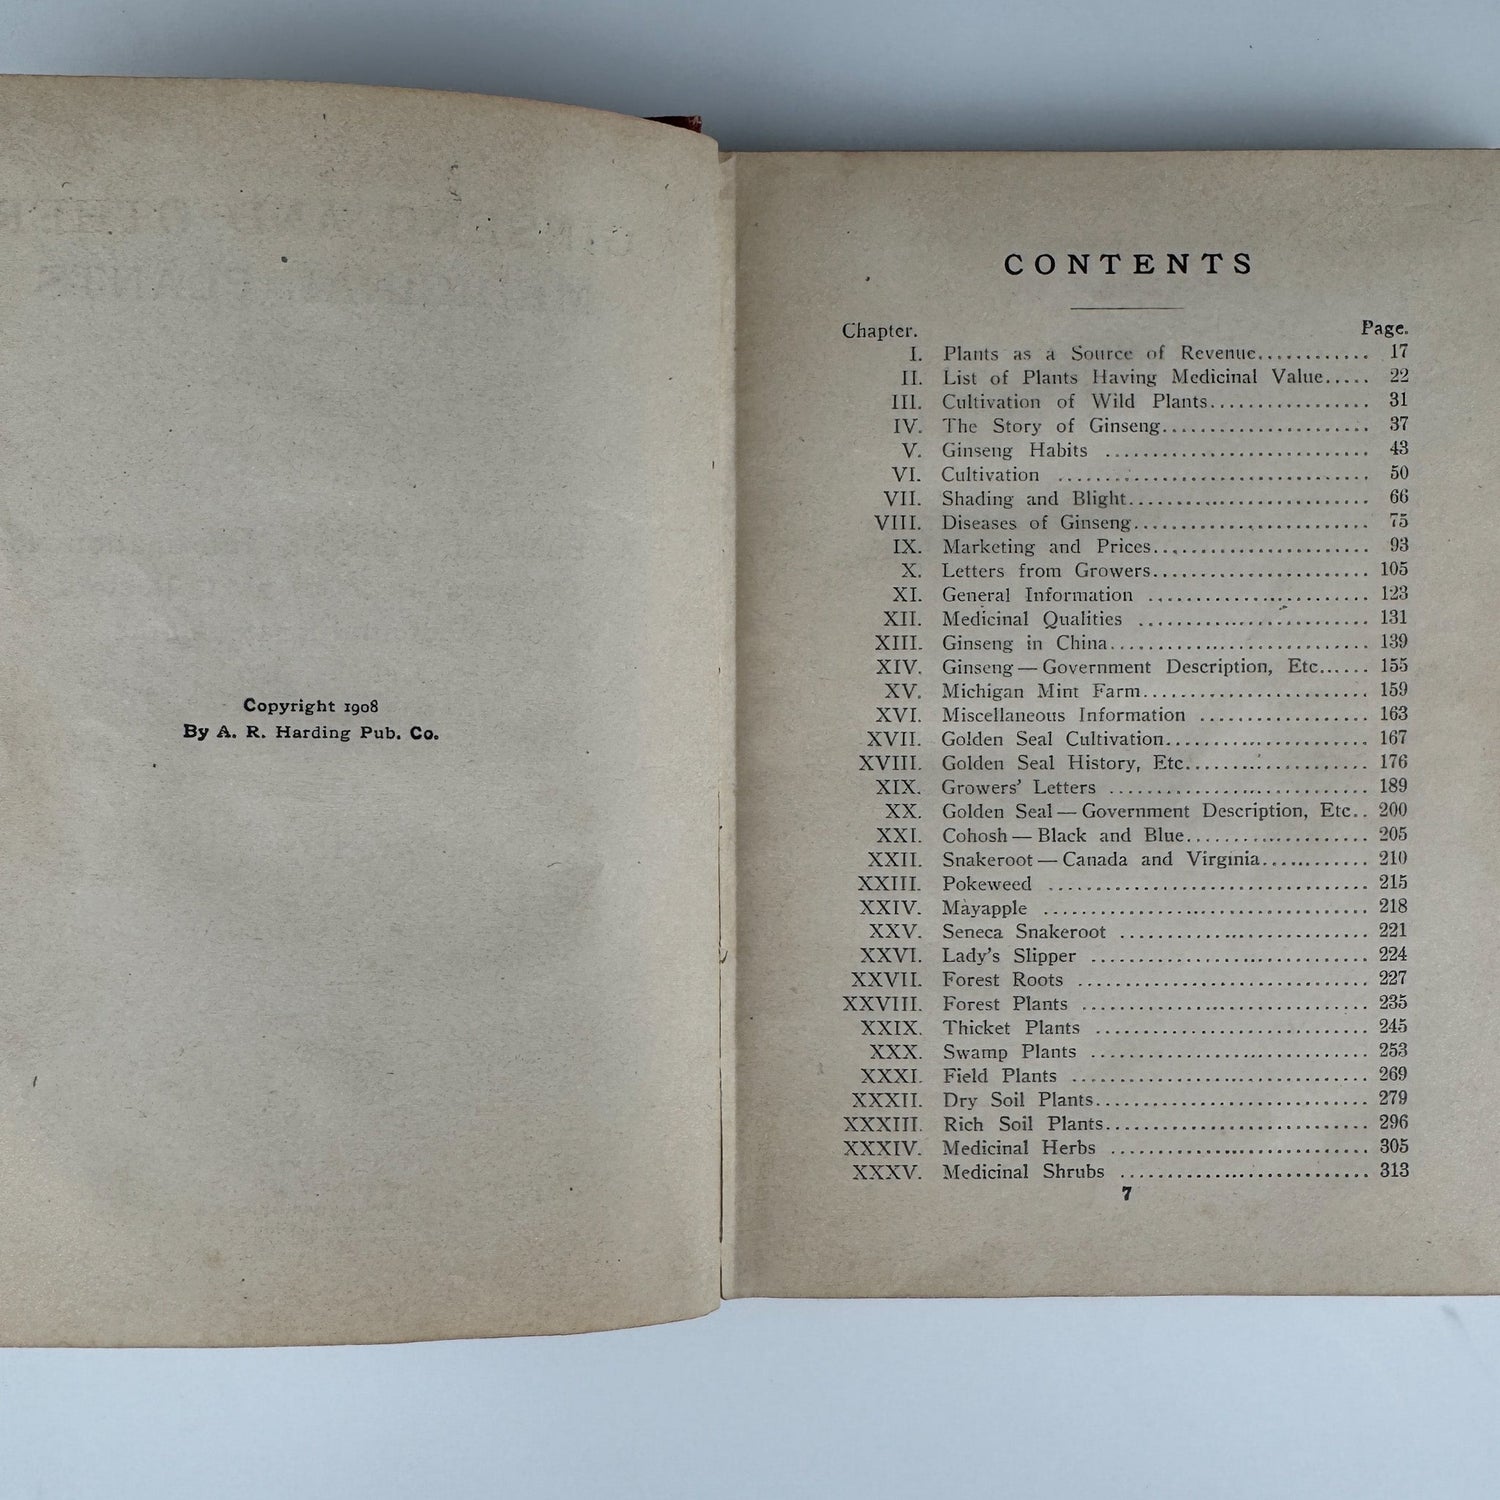 Copyright 1908
By A. R. Harding Pub. Co.
CONTENTS
Chapter. Page.
I. Plants as a Source of Revenue............ 17
II. List of Plants Having Medicinal Value..... 22
III. Cultivation of Wild Plants................. 31
IV. The Story of Ginseng...................... 37
V. Ginseng Habits ............................ 43
VI. Cultivation ................................. 50
VII. Shading and Blight......................... 66
VIII. Diseases of Ginseng......................... 75
IX. Marketing and Prices....................... 93
X. Letters from Growers....................... 105
XI. General Information ........................ 123
XII. Medicinal Qualities ......................... 131
XIII. Ginseng in China............................ 139
XIV. Ginseng — Government Description, Etc...... 155
XV. Michigan Mint Farm........................ 159
XVI. Miscellaneous Information .................. 163
XVII. Golden Seal Cultivation...................... 167
XVIII. Golden Seal History, Etc.................... 176
XIX. Growers' Letters ............................ 189
XX. Golden Seal — Government Description, Etc.. 200
XXI. Cohosh — Black and Blue.................... 205
XXII. Snakeroot — Canada and Virginia............ 210
XXIII. Pokeweed .................................. 215
XXIV. Mayapple ................................... 218
XXV. Seneca Snakeroot ........................... 221
XXVI. Lady's Slipper .............................. 224
XXVII. Forest Roots ............................... 227
XXVIII. Forest Plants ............................... 235
XXIX. Thicket Plants .............................. 245
XXX. Swamp Plants .............................. 253
XXXI. Field Plants ................................ 269
XXXII. Dry Soil Plants............................. 279
XXXIII. Rich Soil Plants............................ 296
XXXIV. Medicinal Herbs ............................ 305
XXXV. Medicinal Shrubs ........................... 313
7